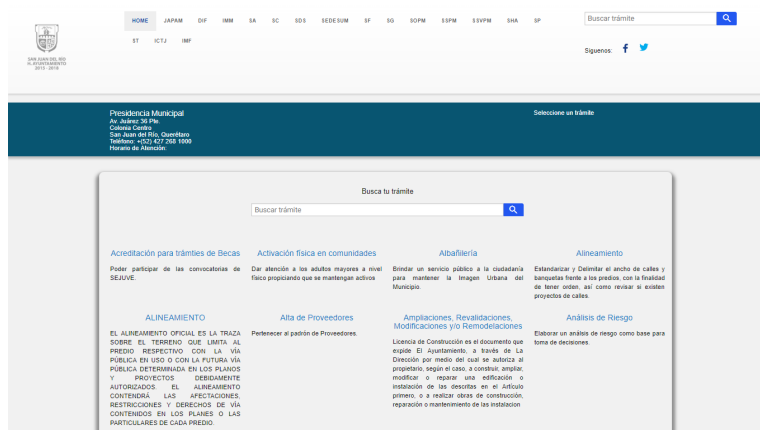 HOME JAPAM DIF IMM SA SC SDS SEDESUM SF SG SOPM SSPM SSVPM SHA SP
ST ICTJ IMF
Buscar trámite
Siguenos:
SAN JUAN DEL RÍO
H. AYUNTAMIENTO
2015 - 2018
Presidencia Municipal
Av. Juárez 36 Pte.
Colonia Centro
San Juan del Río, Querétaro
Teléfono: +(52) 427 268 1000
Horario de Atención:
Seleccione un trámite
Busca tu trámite
Buscar trámite
Acreditación para trámties de Becas
Poder participar de las convocatorias de
SEJUVE.
Activación física en comunidades
Dar atención a los adultos mayores a nivel
físico propiciando que se mantengan activos
Albañilería
Brindar un servicio público a la ciudadanía
para mantener la Imagen Urbana del
Municipio.
Alineamiento
Estandarizar y Delimitar el ancho de calles y
banquetas frente a los predios, con la finalidad
de tener orden, así como revisar si existen
proyectos de calles.
ALINEAMIENTO
EL ALINEAMIENTO OFICIAL ES LA TRAZA
SOBRE EL TERRENO QUE LIMITA AL
PREDIO RESPECTIVO CON LA VÍA
PÚBLICA EN USO O CON LA FUTURA VÍA
PÚBLICA DETERMINADA EN LOS PLANOS
Y PROYECTOS DEBIDAMENTE
AUTORIZADOS. EL ALINEAMIENTO
CONTENDRÁ LAS AFECTACIONES,
RESTRICCIONES Y DERECHOS DE VÍA
CONTENIDOS EN LOS PLANES O LAS
PARTICULARES DE CADA PREDIO.
Alta de Proveedores
Pertenecer al padrón de Proveedores.
Ampliaciones, Revalidaciones,
Modificaciones y/o Remodelaciones
Licencia de Construcción es el documento que
expide El Ayuntamiento, a través de La
Dirección por medio del cual se autoriza al
propietario, según el caso, a construir, ampliar,
modificar o reparar una edificación o
instalación de las descritas en el Artículo
primero, o a realizar obras de construcción,
reparación o mantenimiento de las instalacion
Análisis de Riesgo
Elaborar un análsis de riesgo como base para
toma de decisiones.